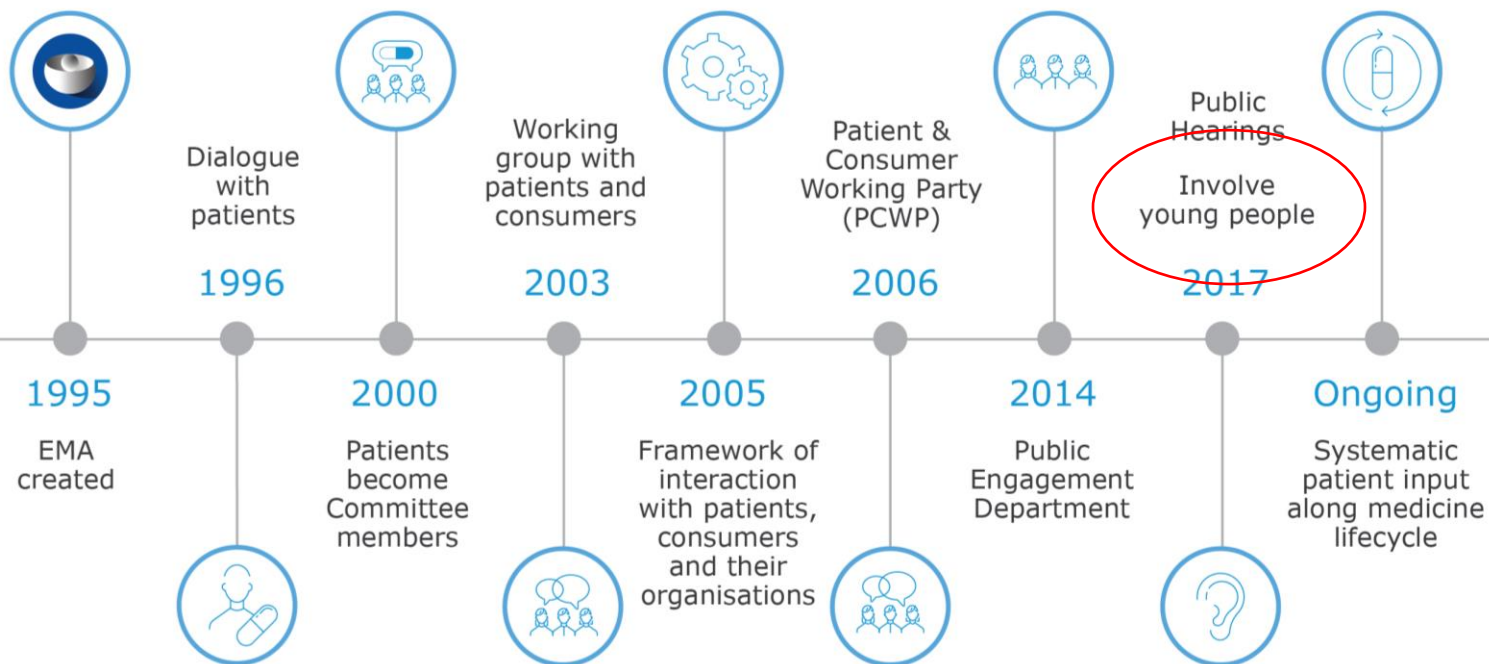 1995
EMA
created
Dialogue
with
patients
1996
2000
Patients
become
Committee
members
Working
group with
patients and
consumers
2003
2005
Framework of
interaction
with patients,
consumers
and their
organisations
Patient &
Consumer
Working Party
(PCWP)
2006
2014
Public
Engagement
Department
Public
Hearings
Involve
young people
2017
Ongoing
Systematic
patient input
along medicine
lifecycle